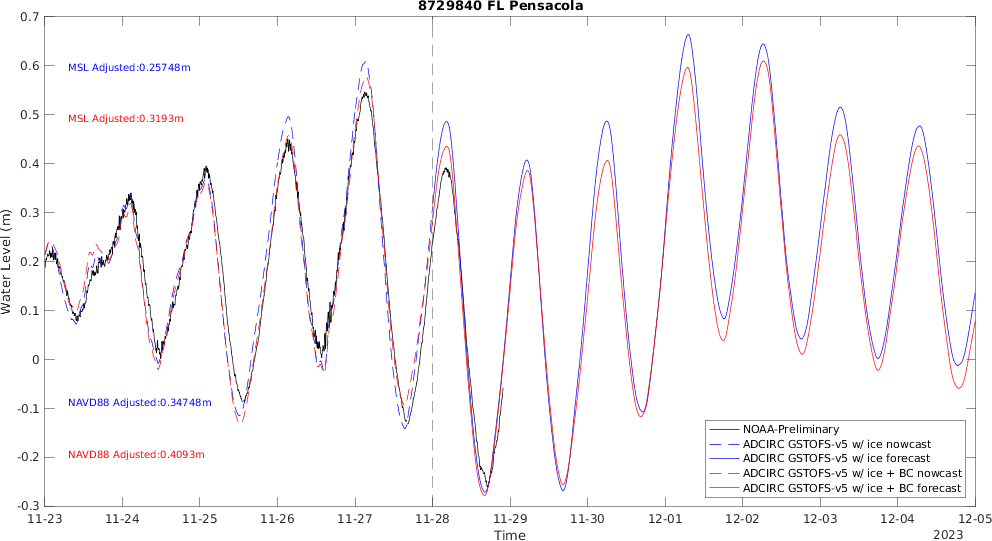 8729840 FL Pensacola
0.7
0.6
0.5
0.4
0.3
0.2
0.1
0
-0.1
-0.2
-0.3
Water Level (m)
MSL Adjusted:0.25748m
MSL Adjusted:0.3193m
NAVD88 Adjusted:0.34748m
NAVD88 Adjusted:0.4093m
NOAA-Preliminary
ADCIRC GSTOFS-v5 w/ ice nowcast
ADCIRC GSTOFS-v5 w/ ice forecast
ADCIRC GSTOFS-v5 w/ ice + BC nowcast
ADCIRC GSTOFS-v5 w/ ice + BC forecast
11-23 11-24 11-25 11-26 11-27 11-28 11-29 11-30 12-01 12-02 12-03 12-04 12-05
Time
2023